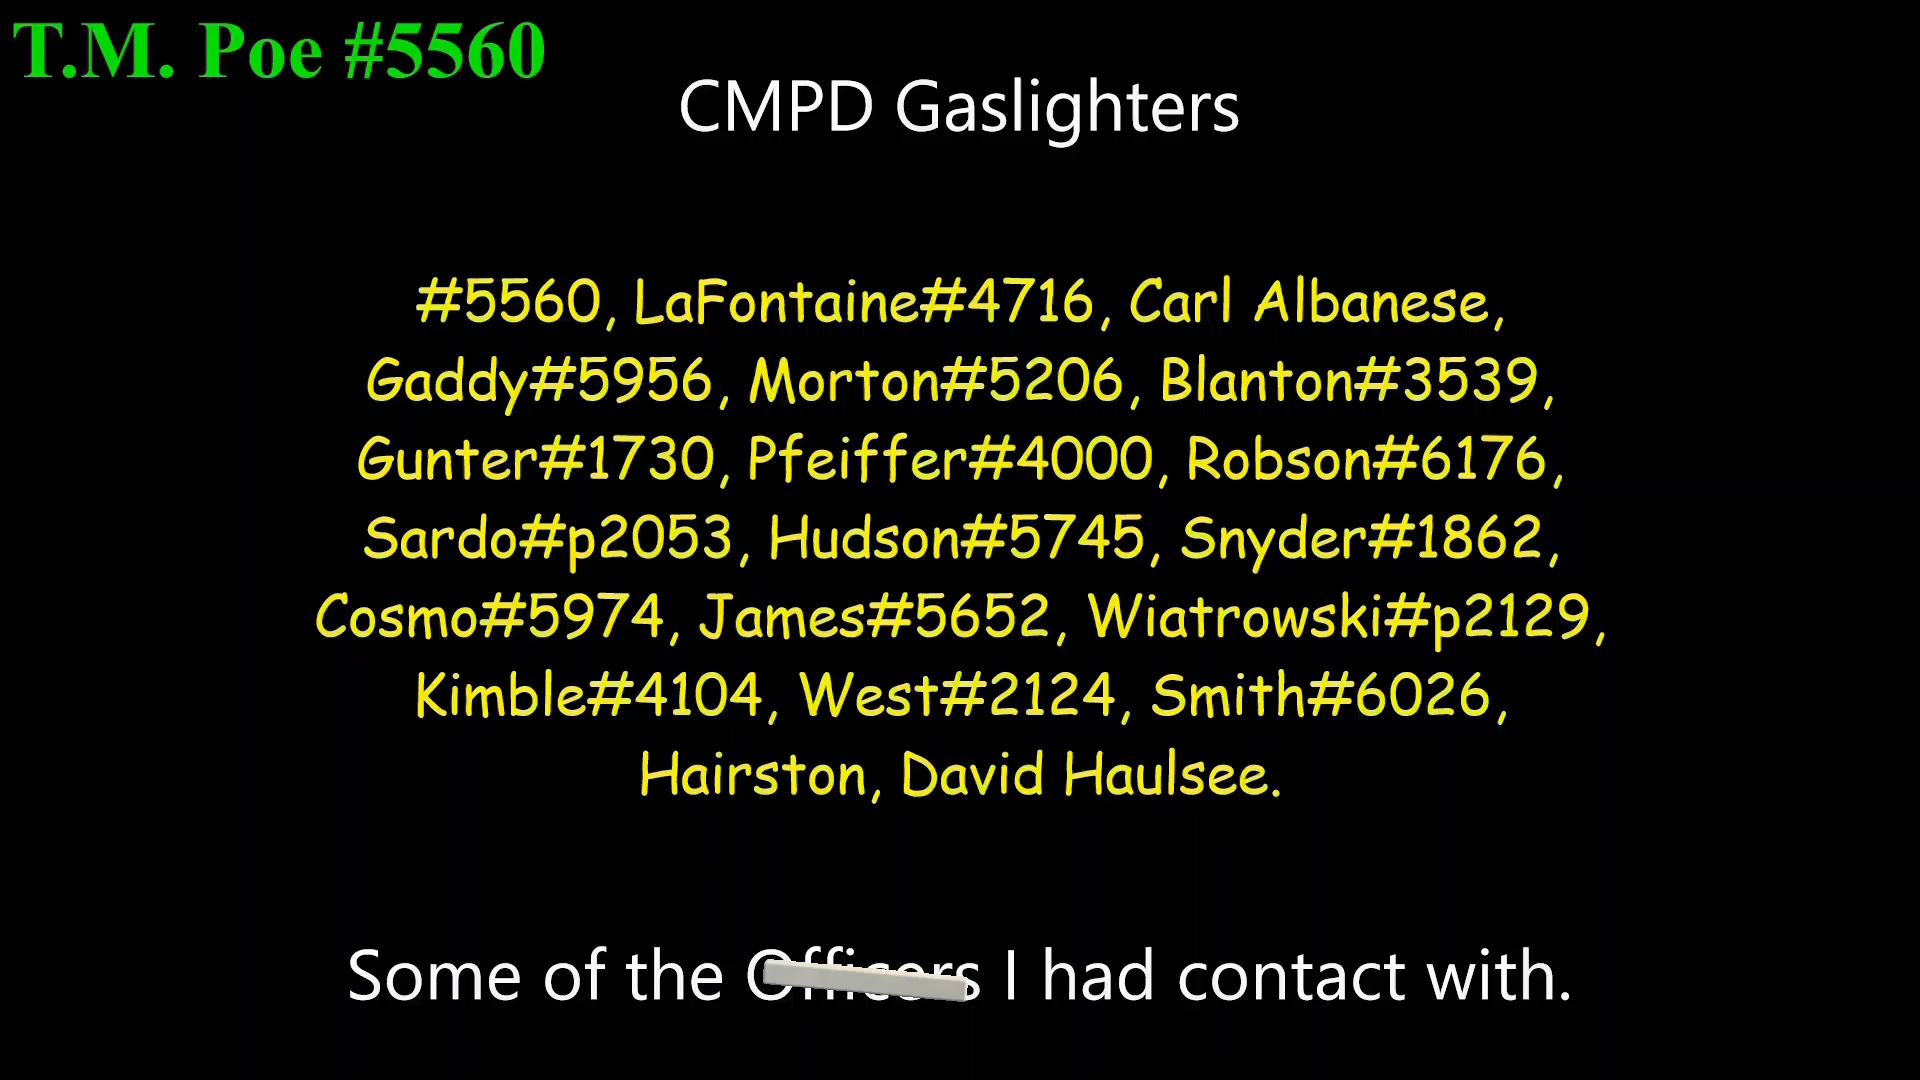 T.M. Poe #5560
CMPD Gaslighters
#5560, LaFontaine#4716, Carl Albanese,
Gaddy#5956, Morton#5206, Blanton#3539,
Gunter#1730, Pfeiffer#4000, Robson#6176,
Sardo#p2053, Hudson#5745, Snyder#1862,
Cosmo#5974, James#5652, Wiatrowski#p2129,
Kimble#4104, West#2124, Smith#6026,
Hairston, David Haulsee.
Some of the Officers I had contact with.